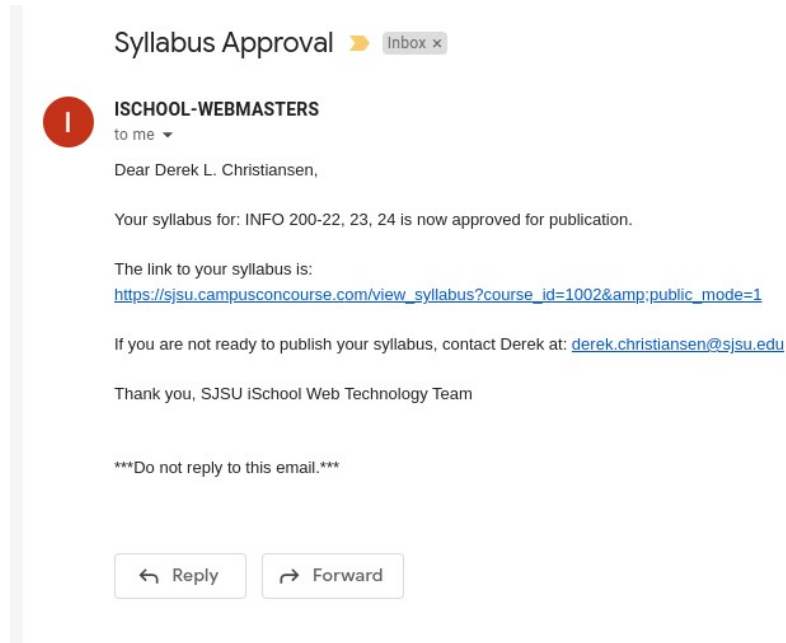 Syllabus Approval Inbox ×
I
ISCHOOL-WEBMASTERS
to me
Dear Derek L. Christiansen,
Your syllabus for: INFO 200-22, 23, 24 is now approved for publication.
The link to your syllabus is:
https://sjsu.campusconcourse.com/view_syllabus?course_id=1002&amp;public_mode=1
If you are not ready to publish your syllabus, contact Derek at: derek.christiansen@sjsu.edu
Thank you, SJSU iSchool Web Technology Team
***Do not reply to this email.***
Reply Forward